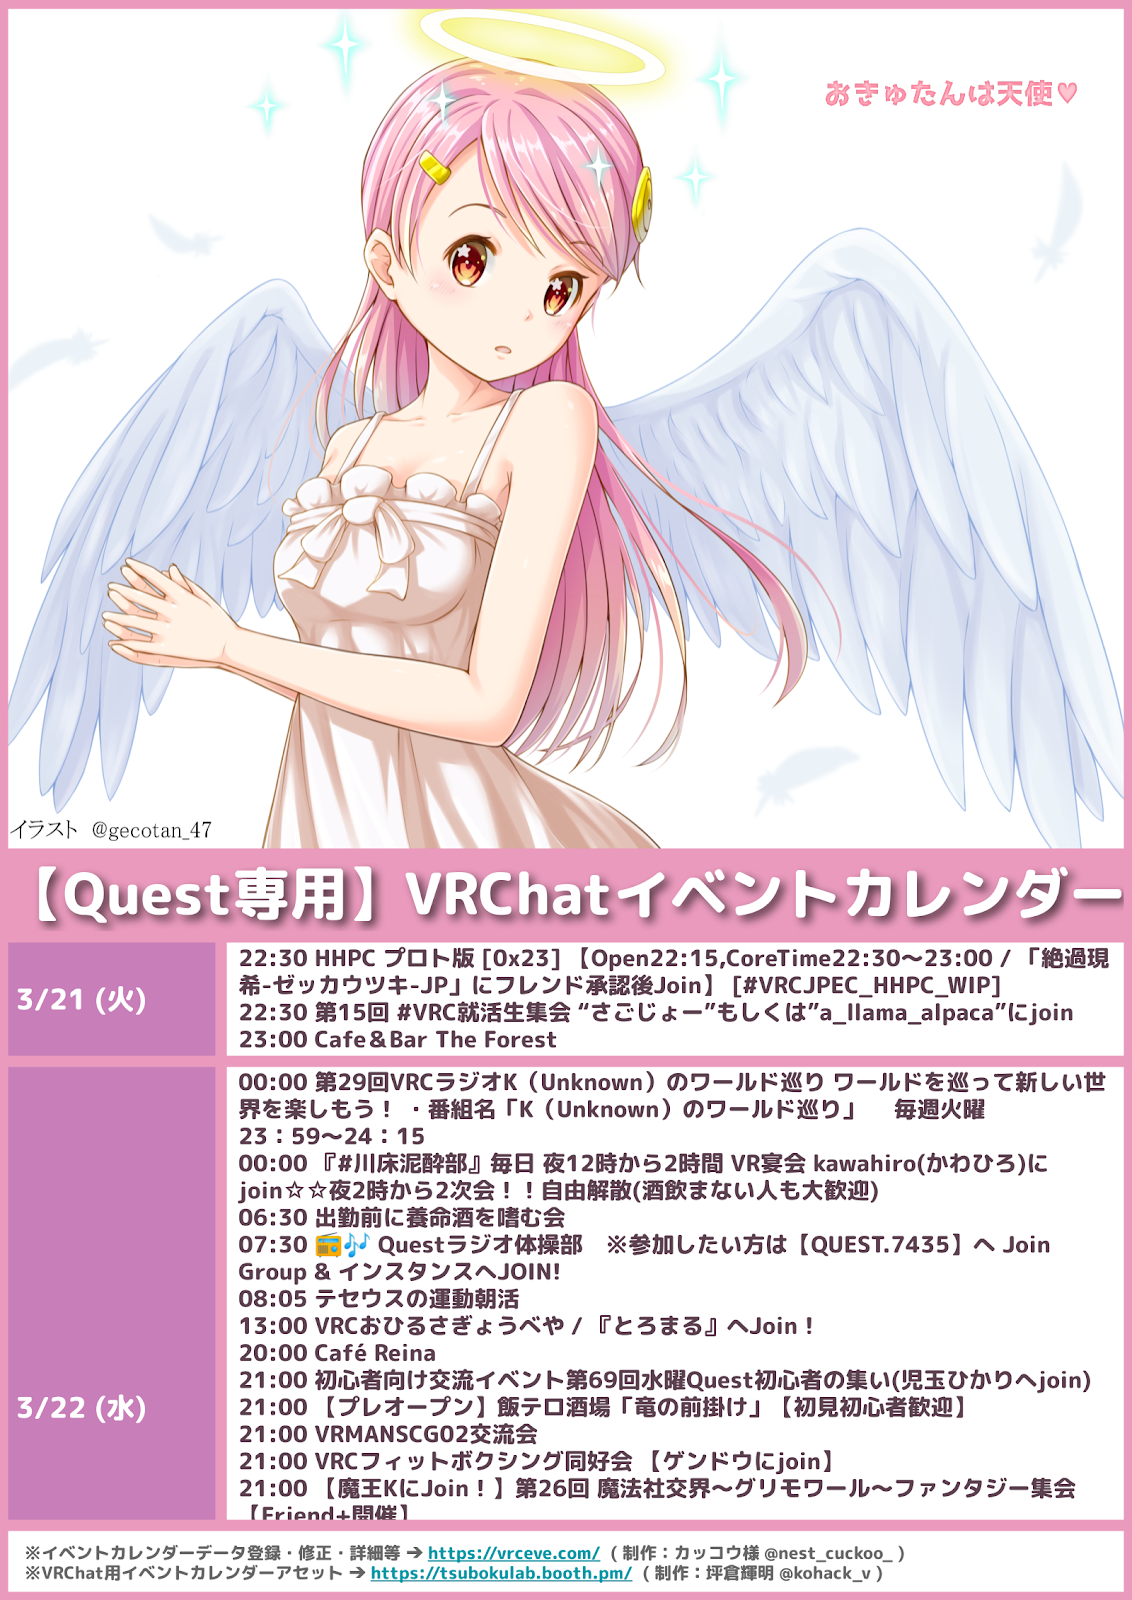 おきゅたんは天使♥
イラスト @gecotan_47
【Quest専用】VRChatイベントカレンダー
3/21 (火)
22:30 HHPC プロト版 [0x23] 【Open22:15,CoreTime22:30～23:00 / 「絶過現
希-ゼッカウツキ-JP」にフレンド承認後Join】 [#VRCJPEC_HHPC_WIP]
22:30 第15回 #VRC就活生集会 “さごじょー”もしくは”a_llama_alpaca”にjoin
23:00 Cafe＆Bar The Forest
3/22 (水)
00:00 第29回VRCラジオK（Unknown）のワールド巡り ワールドを巡って新しい世
界を楽しもう！ ・番組名「K（Unknown）のワールド巡り」　毎週火曜
23：59～24：15
00:00 『#川床泥酔部』毎日 夜12時から2時間 VR宴会 kawahiro(かわひろ)に
join☆☆夜2時から2次会！！自由解散(酒飲まない人も大歓迎)
06:30 出勤前に養命酒を嗜む会
07:30 📻🎶 Questラジオ体操部　※参加したい方は【QUEST.7435】へ Join
Group & インスタンスへJOIN!
08:05 テセウスの運動朝活
13:00 VRCおひるさぎょうべや / 『とろまる』へJoin！
20:00 Café Reina
21:00 初心者向け交流イベント第69回水曜Quest初心者の集い(児玉ひかりへjoin)
21:00 【プレオープン】飯テロ酒場「竜の前掛け」【初見初心者歓迎】
21:00 VRMANSCG02交流会
21:00 VRCフィットボクシング同好会 【ゲンドウにjoin】
21:00 【魔王KにJoin！】第26回 魔法社交界～グリモワール～ファンタジー集会
【Friend+開催】
※イベントカレンダーデータ登録・修正・詳細等 ➔ https://vrceve.com/ ( 制作：カッコウ様 @nest_cuckoo_ )
※VRChat用イベントカレンダーアセット ➔ https://tsubokulab.booth.pm/ ( 制作：坪倉輝明 @kohack_v )